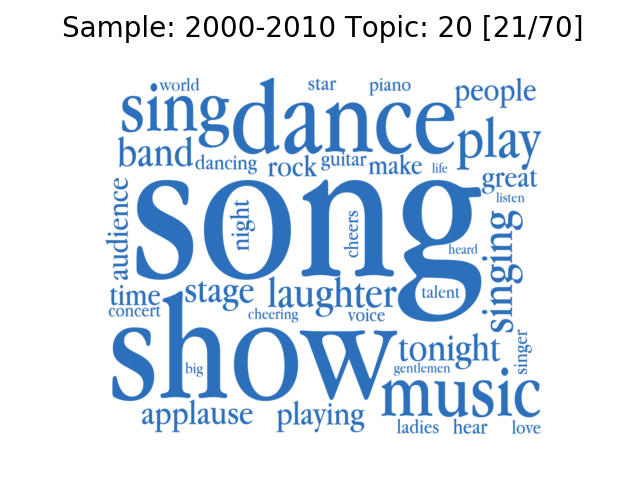 Sample: 2000-2010 Topic: 20 [21/70]
world
star
piano
people
sing
dance
play
band
dancing
rock
guitar
make
life
great
listen
audience
song
night
cheers
heard
singing
talent
time
stage
laughter
concert
cheering
voice
show
big
tonight
gentlemen
singer
music
applause
playing
ladies
hear
love